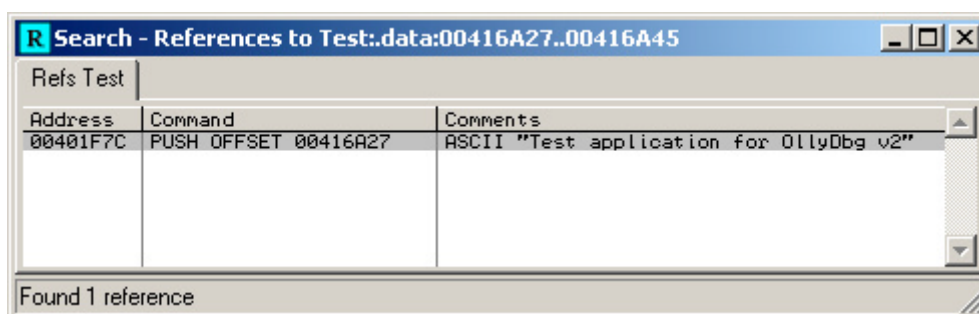 R Search - References to Test:.data:00416A27..00416A45
Refs Test
Address Command Comments
00401F7C PUSH OFFSET 00416A27 ASCII "Test application for OllyDbg v2"
Found 1 reference